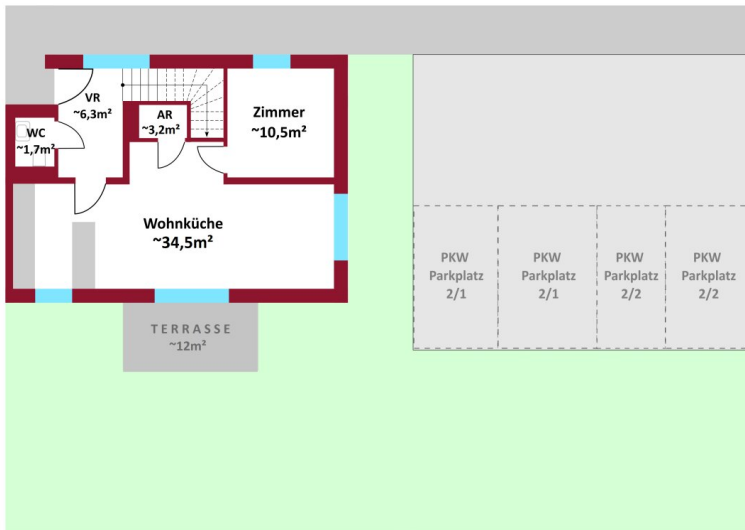 VR
~6,3m²
WC
~1,7m²
AR
~3,2m²
Zimmer
~10,5m²
Wohnküche
~34,5m²
TERRASSE
~12m²
PKW
Parkplatz
2/1
PKW
Parkplatz
2/1
PKW
Parkplatz
2/2
PKW
Parkplatz
2/2